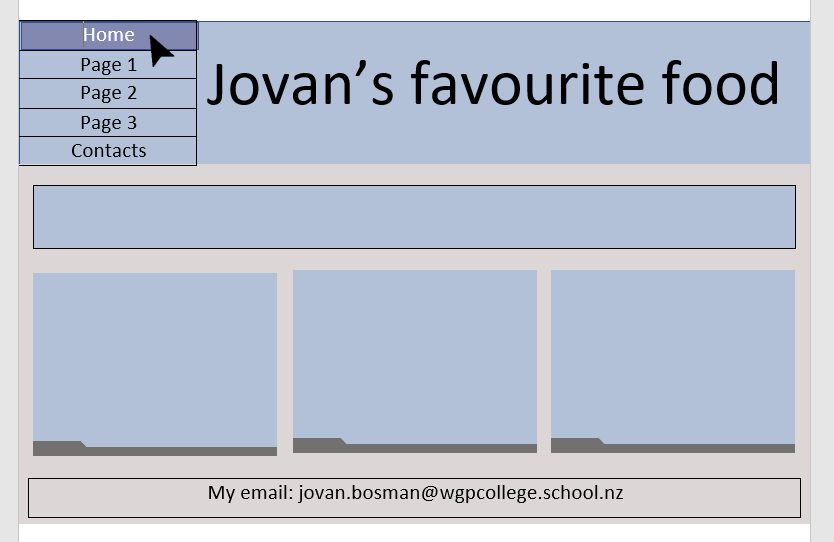 Home
Page 1
Page 2
Page 3
Contacts
Jovan’s favourite food
My email: jovan.bosman@wgpcollege.school.nz